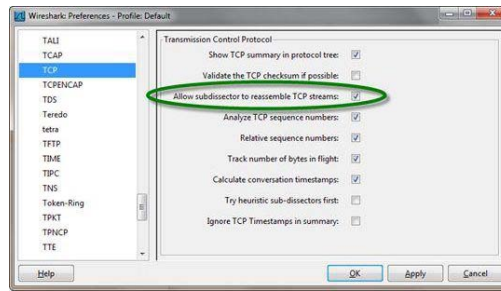 Wireshark: Preferences - Profile: Default
TALI
TCAP
TCP
TCPENCAP
TDS
Teredo
tetra
TFTP
TIME
TIPC
TNS
Token-Ring
TPKT
TPNCP
TTE
Transmission Control Protocol
Show TCP summary in protocol tree:
Validate the TCP checksum if possible:
Allow subdissector to reassemble TCP streams:
Analyze TCP sequence numbers:
Relative sequence numbers:
Track number of bytes in flight:
Calculate conversation timestamps:
Try heuristic sub-dissectors first:
Ignore TCP Timestamps in summary:
Help
OK
Apply
Cancel